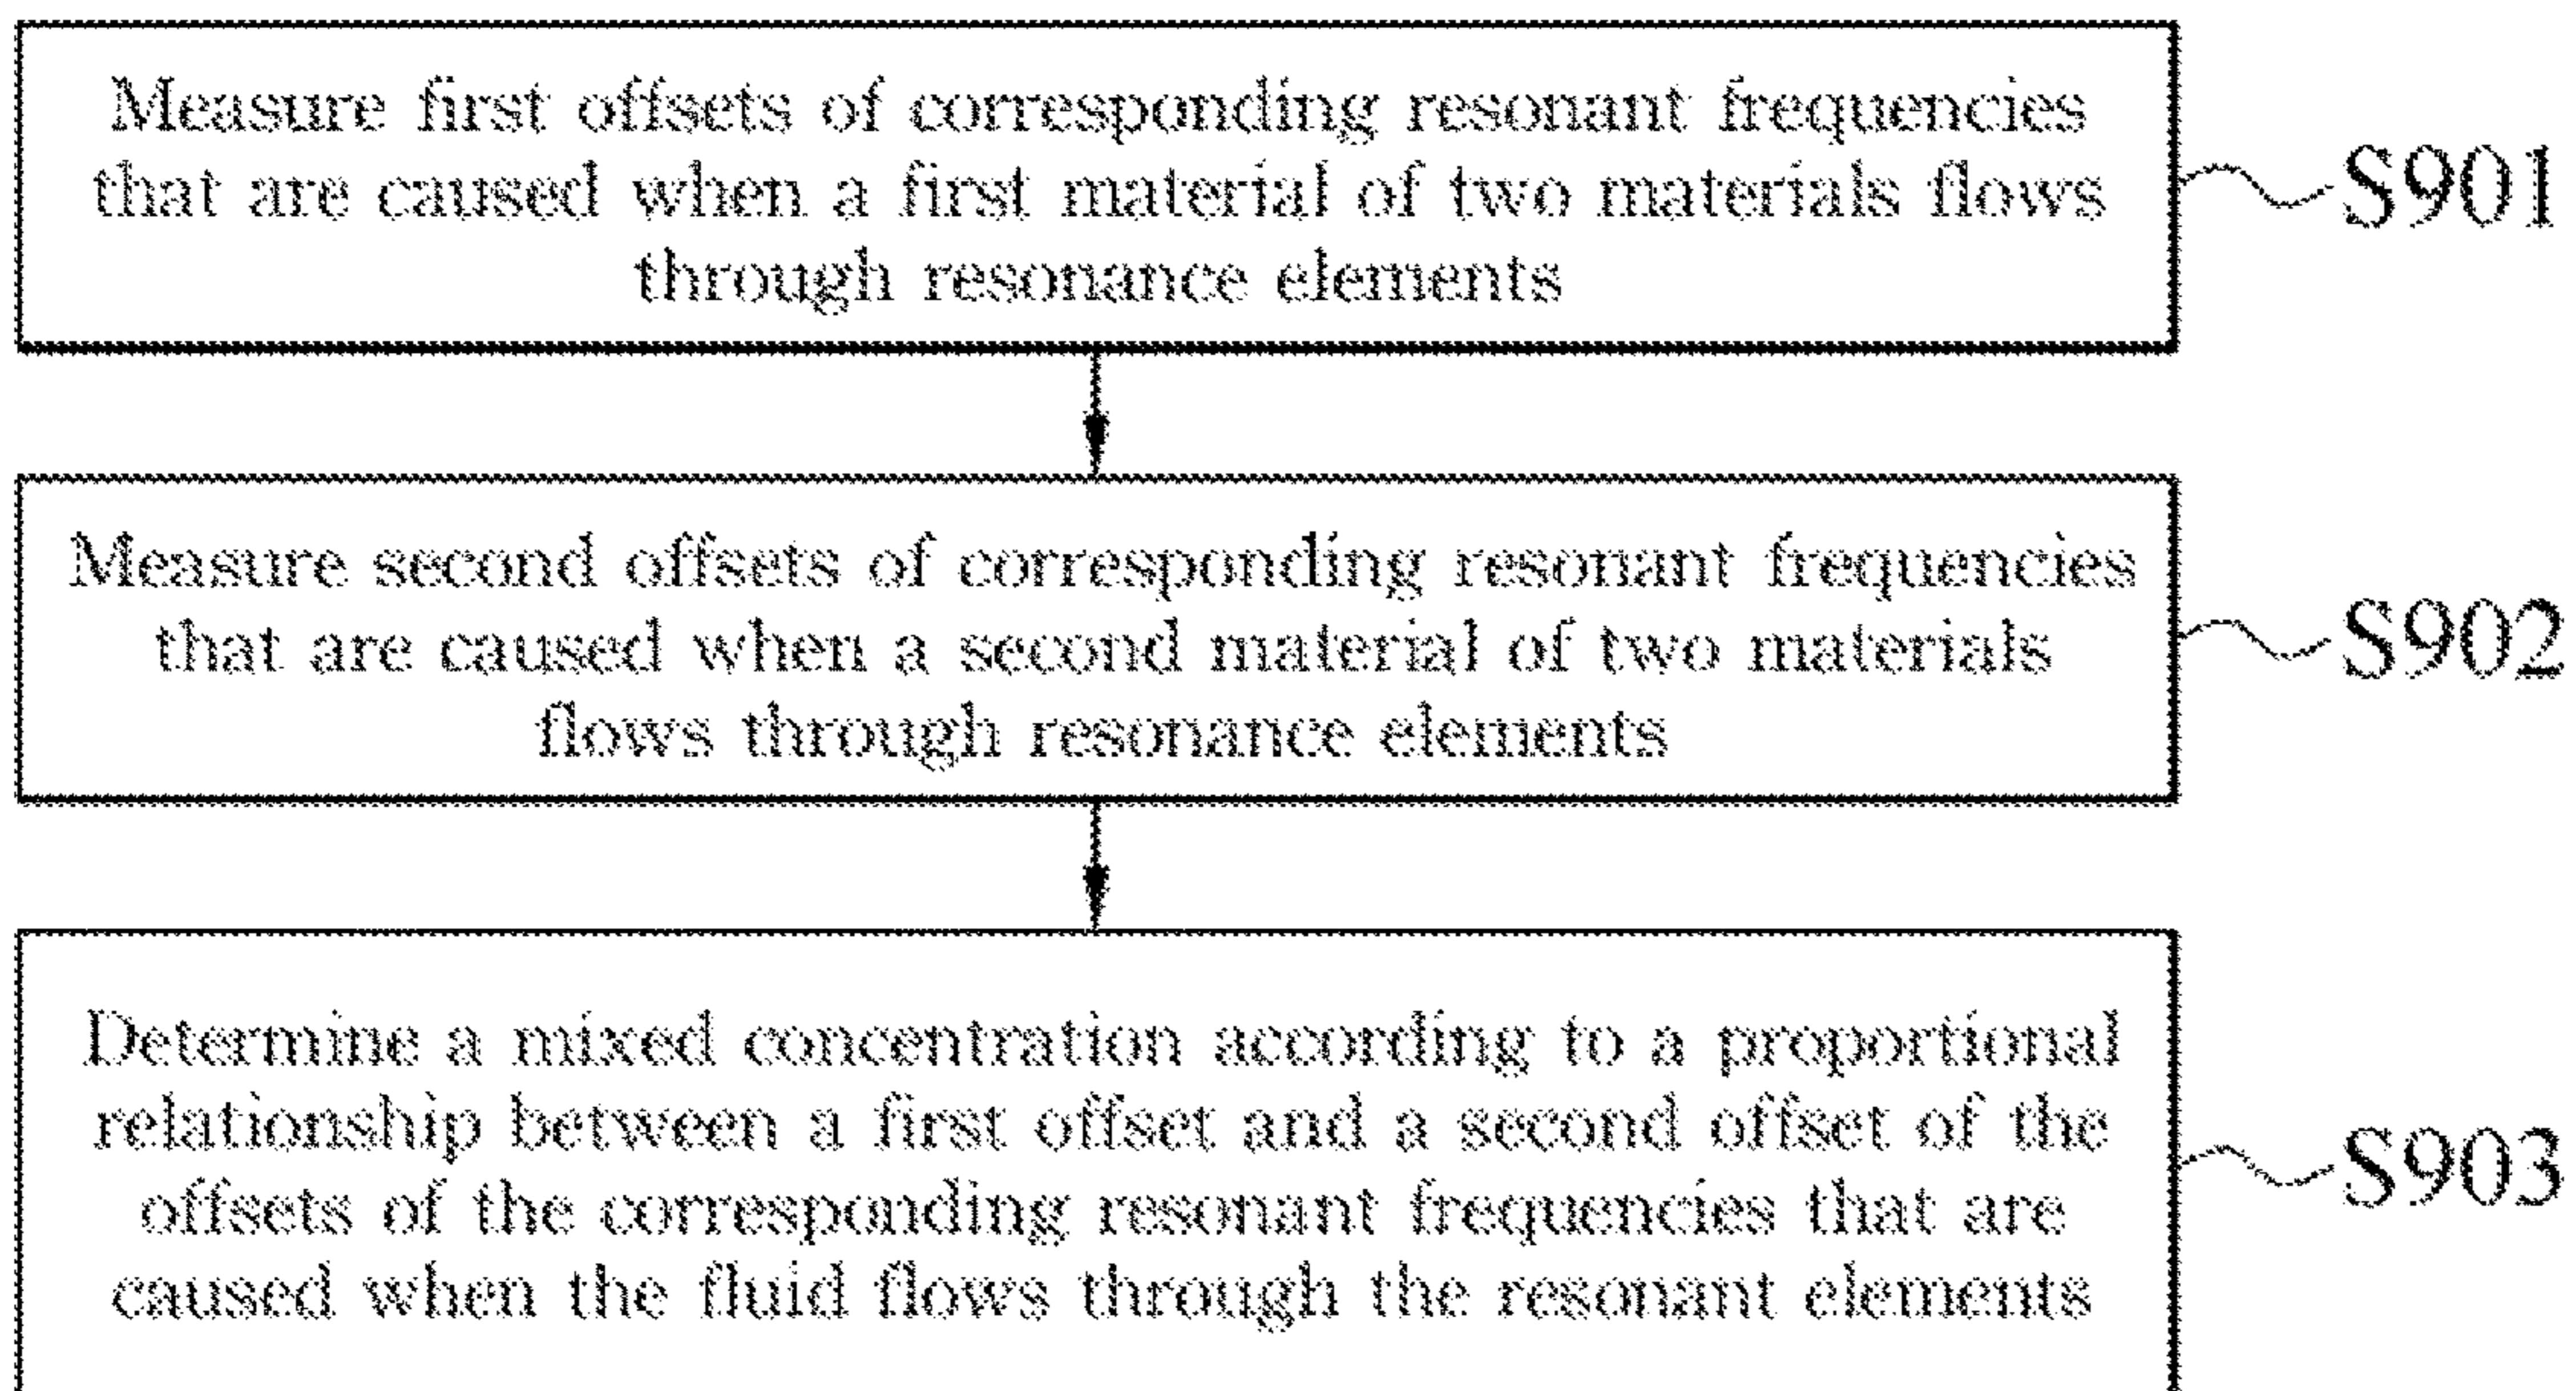 Measure first offsets of corresponding resonant frequencies
that are caused when a first material of two materials flows
through resonance elements
S901
Measure second offsets of corresponding resonant frequencies
that are caused when a second material of two materials
flows through resonance elements
S902
Determine a mixed concentration according to a proportional
relationship between a first offset and a second offset of the
offsets of the corresponding resonant frequencies that are
caused when the fluid flows through the resonant elements
S903